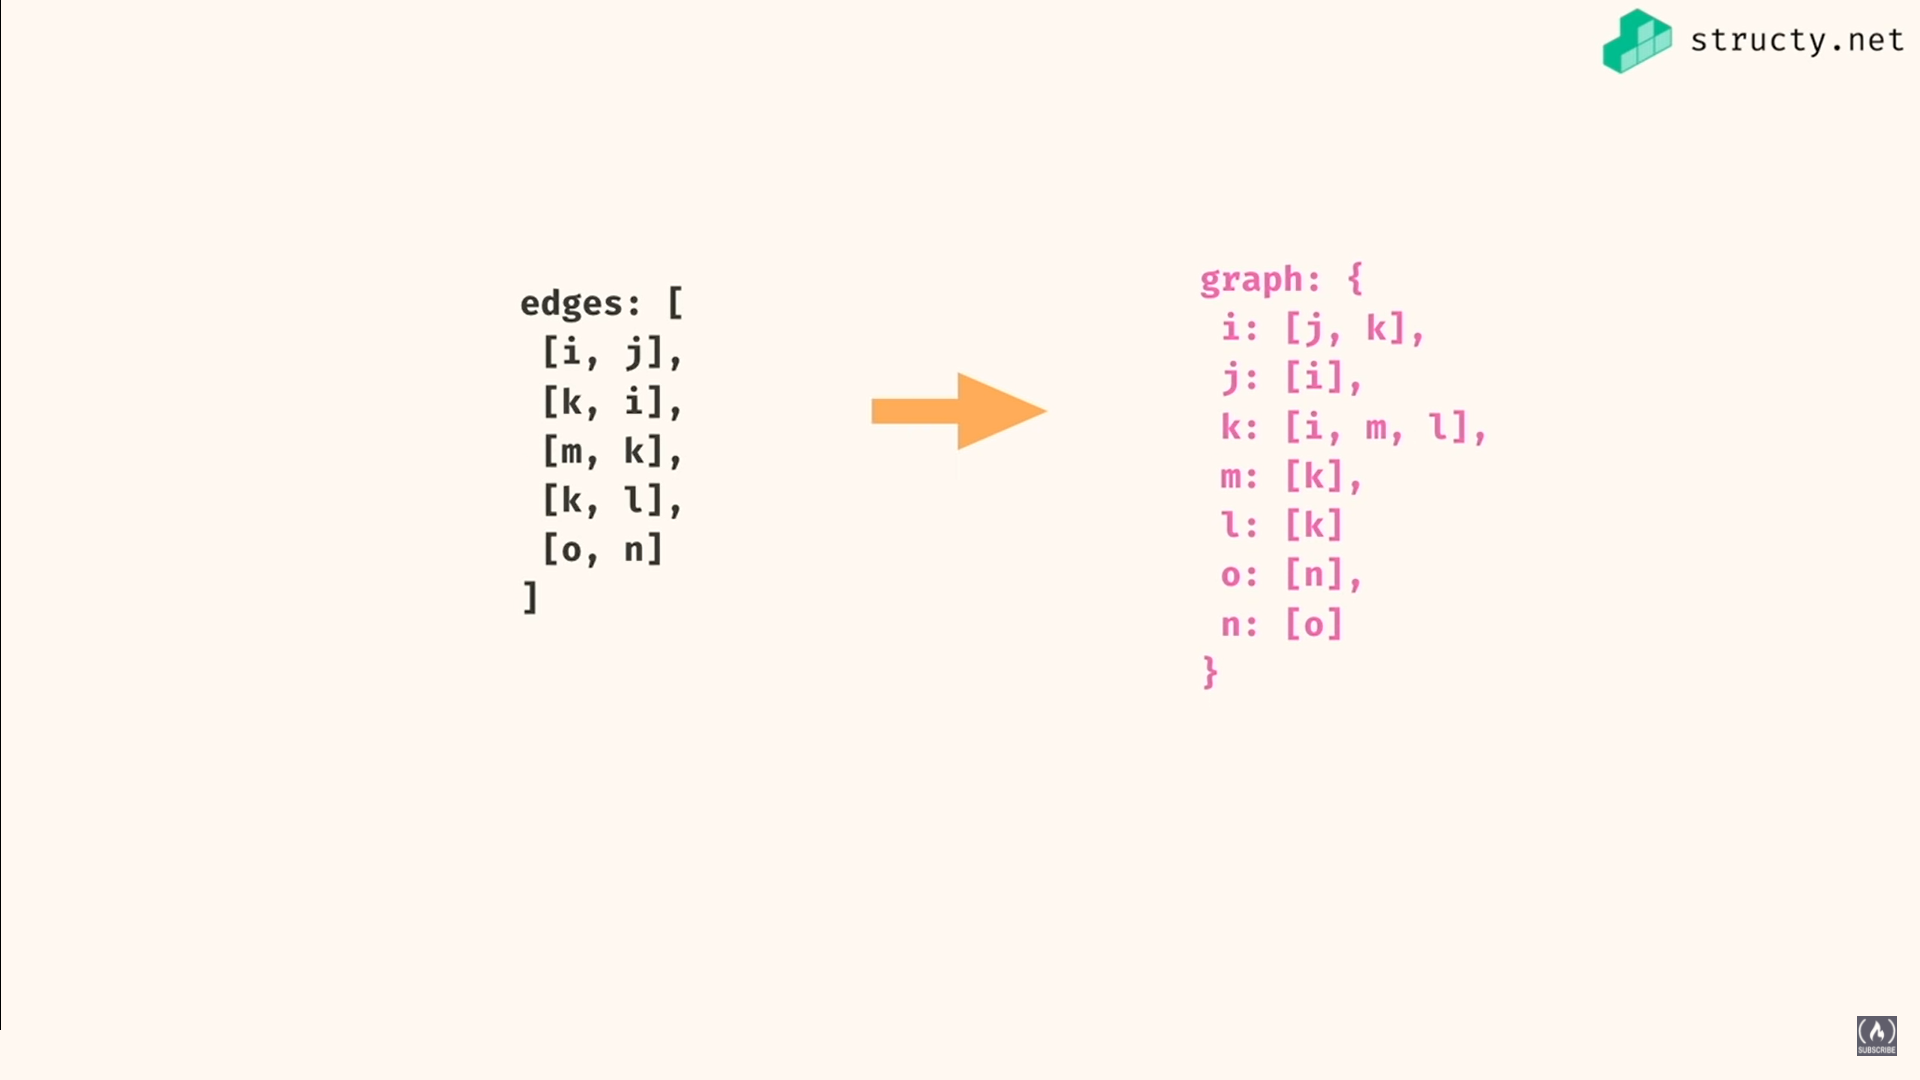 structy.net
edges: [
[i, j],
[k, i],
[m, k],
[k, l],
[o, n]
]
graph: {
i: [j, k],
j: [i],
k: [i, m, l],
m: [k],
l: [k]
o: [n],
n: [o]
}
SUBSCRIBE